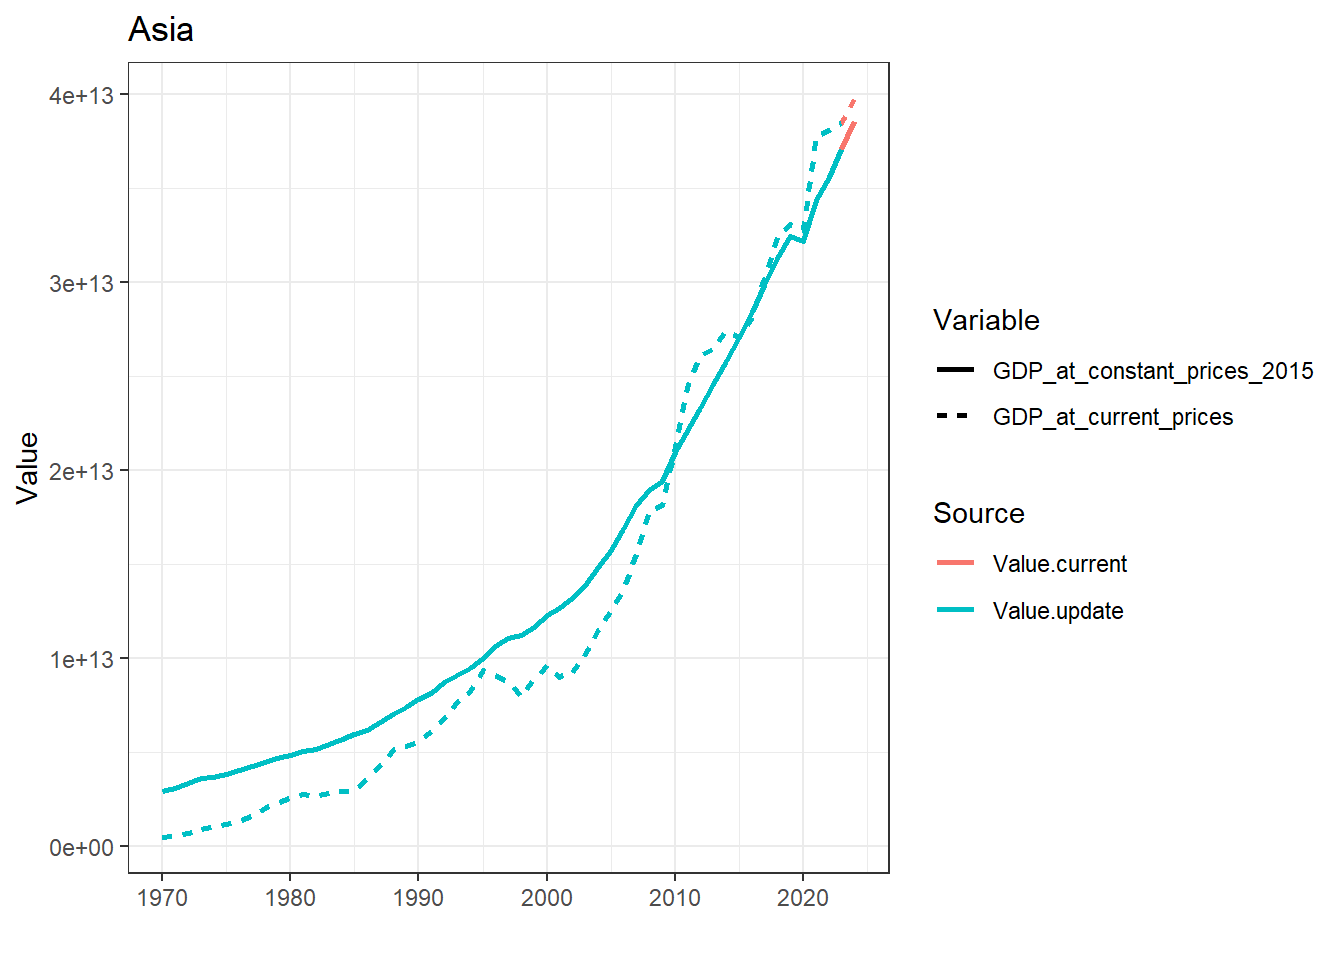 Asia
4e+13
3e+13
2e+13
1e+13
0e+00
Value
1970 1980 1990 2000 2010 2020
Variable
GDP_at_constant_prices_2015
GDP_at_current_prices
Source
Value.current
Value.update